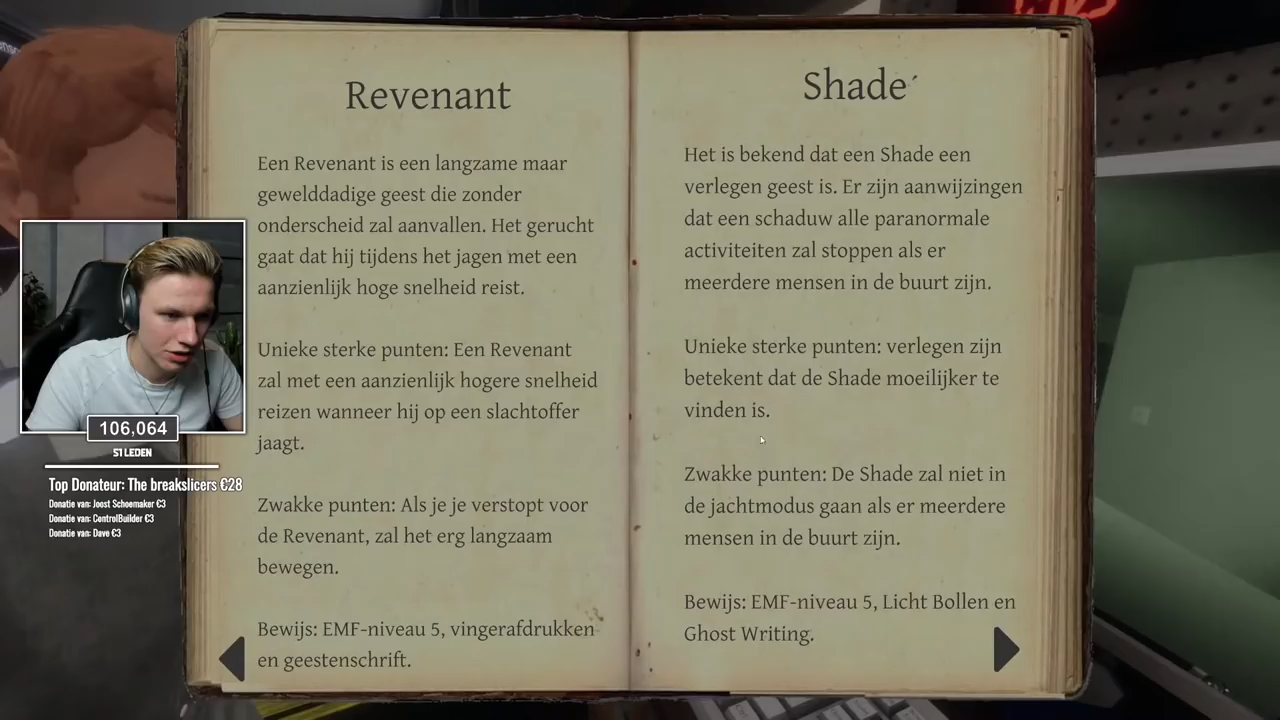 Revenant
Een Revenant is een langzame maar
gewelddadige geest die zonder
onderscheid zal aanvallen. Het gerucht
gaat dat hij tijdens het jagen met een
aanzienlijk hoge snelheid reist.
Unieke sterke punten: Een Revenant
zal met een aanzienlijk hogere snelheid
reizen wanneer hij op een slachtoffer
jaagt.
Zwakke punten: Als je je verstopt voor
de Revenant, zal het erg langzaam
bewegen.
Bewijs: EMF-niveau 5, vingerafdrukken
en geestenschrift.
Shade´
Het is bekend dat een Shade een
verlegen geest is. Er zijn aanwijzingen
dat een schaduw alle paranormale
activiteiten zal stoppen als er
meerdere mensen in de buurt zijn.
Unieke sterke punten: verlegen zijn
betekent dat de Shade moeilijker te
vinden is.
Zwakke punten: De Shade zal niet in
de jachtmodus gaan als er meerdere
mensen in de buurt zijn.
Bewijs: EMF-niveau 5, Licht Bollen en
Ghost Writing.
106,064
51 LEDEN
Top Donateur: The breakslicers €28
Donatie van: Joost Schoemaker €3
Donatie van: ControlBuilder €3
Donatie van: Dave €3